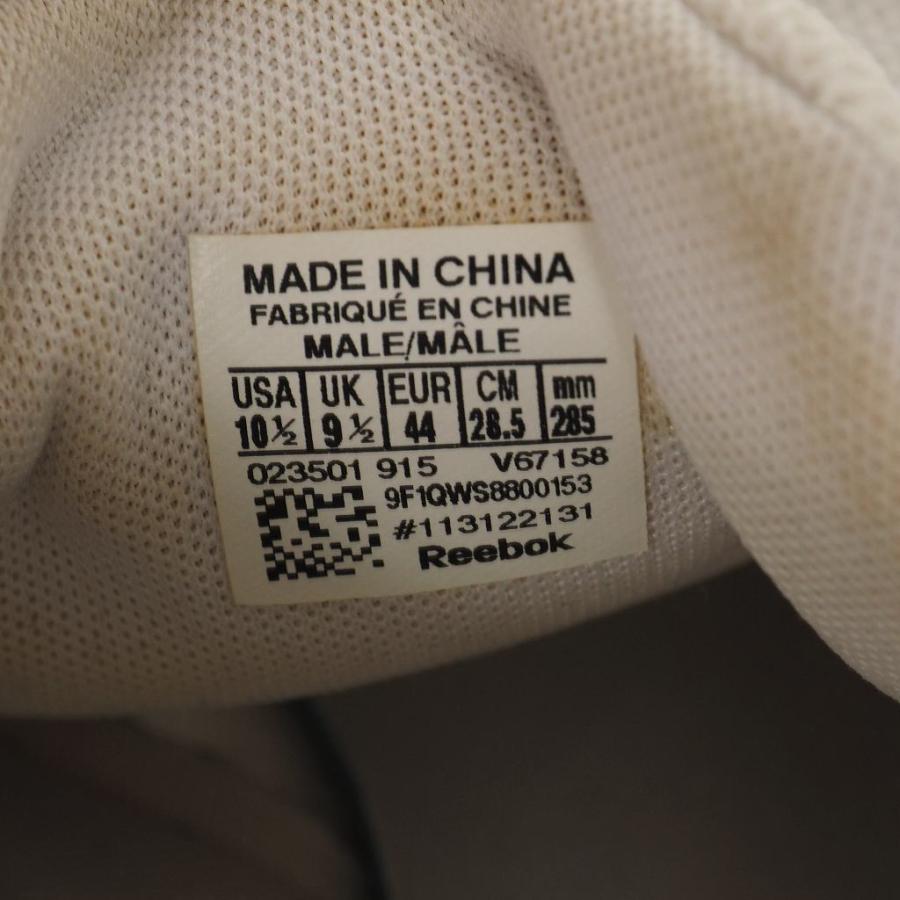 MADE IN CHINA
FABRIQUÉ EN CHINE
MALE/MÂLE
USA UK EUR CM mm
10½ 9½ 44 28.5 285
023501 915 V67158
9F1QWS8800153
#113122131
Reebok